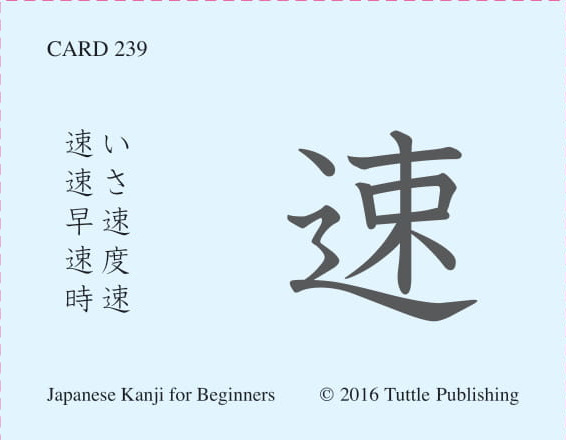 CARD 239
速い
速さ
早速
速度
時速
速
Japanese Kanji for Beginners
© 2016 Tuttle Publishing